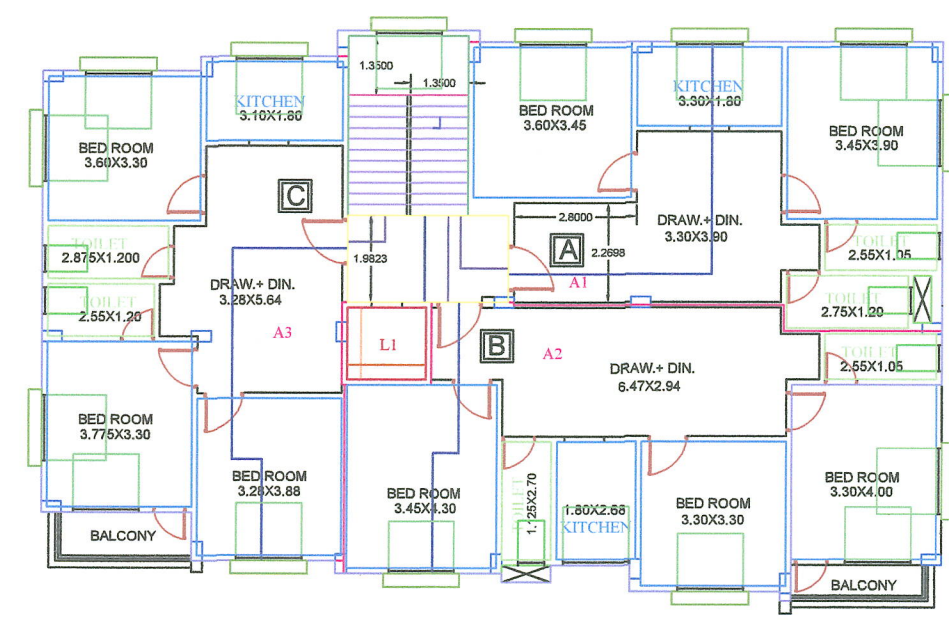 1.3500
1.3500
KITCHEN
3.10X1.80
BED ROOM
3.60X3.30
BED ROOM
3.60X3.45
KITCHEN
3.30X1.80
BED ROOM
3.45X3.90
C
2.8000
DRAW.+ DIN.
3.30X3.90
A
2.2698
TOILET
2.875X1.200
1.9823
TOILET
2.55X1.05
DRAW.+ DIN.
3.28X5.64
A1
TOILET
2.55X1.20
TOILET
2.75X1.20
A3
L1
B
A2
TOILET
2.55X1.05
DRAW.+ DIN.
6.47X2.94
BED ROOM
3.775X3.30
BED ROOM
3.28X3.88
BED ROOM
3.45X4.30
TOILET
1.125X2.70
1.80X2.68
KITCHEN
BED ROOM
3.30X3.30
BED ROOM
3.30X4.00
BALCONY
BALCONY